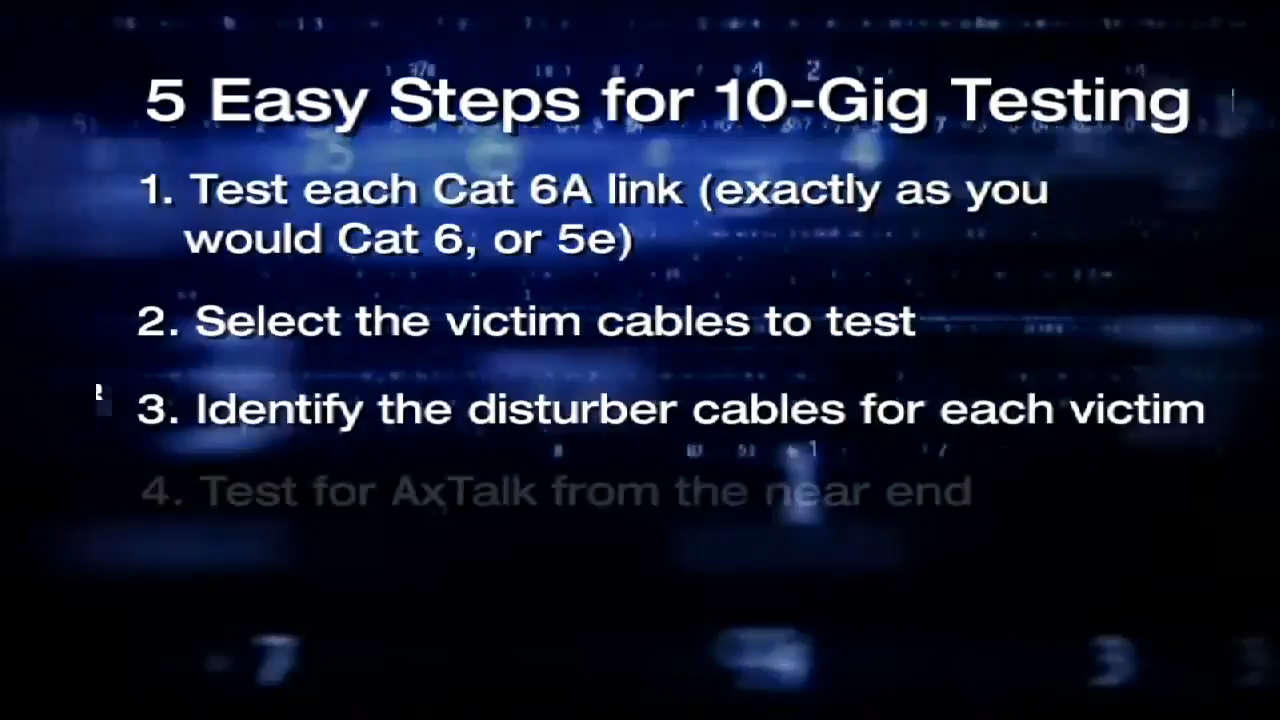 5 Easy Steps for 10-Gig Testing
1. Test each Cat 6A link (exactly as you
would Cat 6, or 5e)
2. Select the victim cables to test
3. Identify the disturber cables for each victim
4. Test for AxTalk from the near end